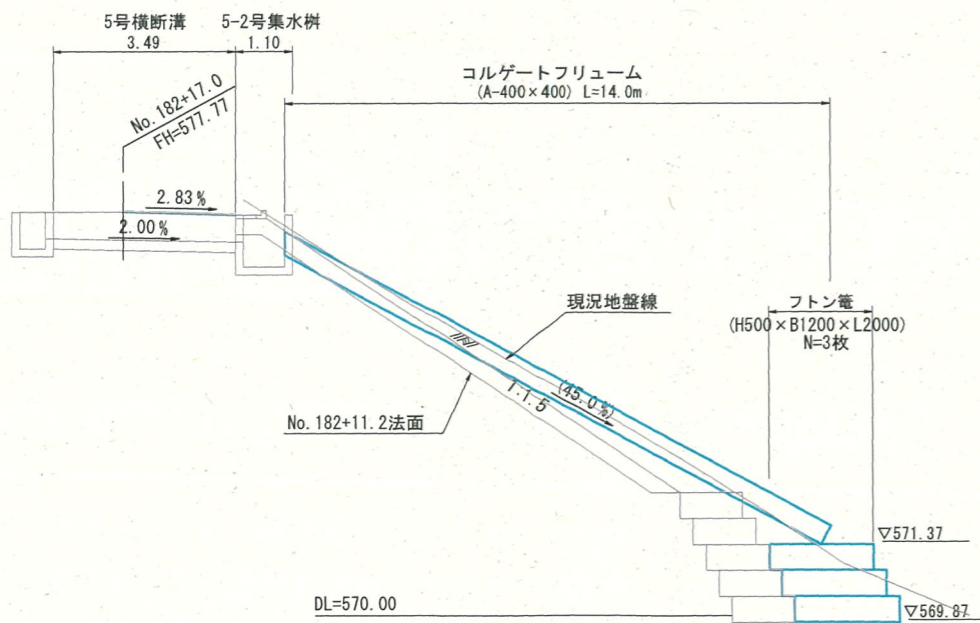 5号横断溝
3.49
5-2号集水桝
1.10
コルゲートフリューム
(A-400×400) L=14.0m
No.182+17.0
FH=577.77
2.83%
2.00%
現況地盤線
フトン篭
(H500×B1200×L2000)
N=3枚
(45.0%)
1:1.5
No.182+11.2法面
▽571.37
DL=570.00
▽569.87